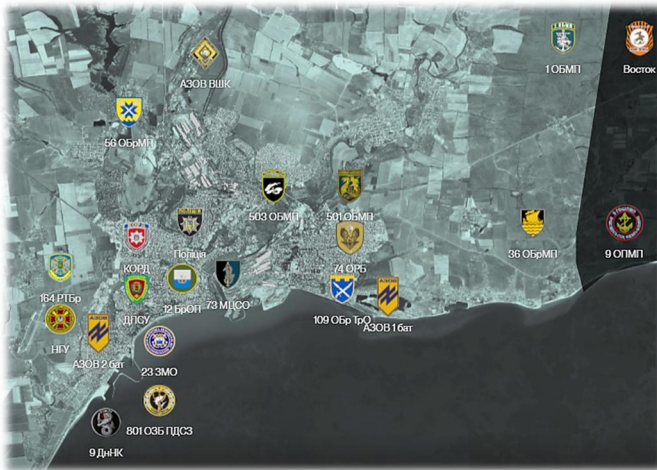 1 ОБМП
Восток
АЗОВ ВШК
56 ОБрМП
503 ОБМП
501 ОБМП
Поліція
36 ОБрМП
9 ОПМП
КОРД
74 ОРБ
164 РТБр
12 БрОП
73 МЦСО
ДПСУ
109 ОБр ТрО
АЗОВ 1 бат
НГУ
АЗОВ
АЗОВ 2 бат
23 ЗМО
801 ОЗБ ПДСЗ
9 ДнНК